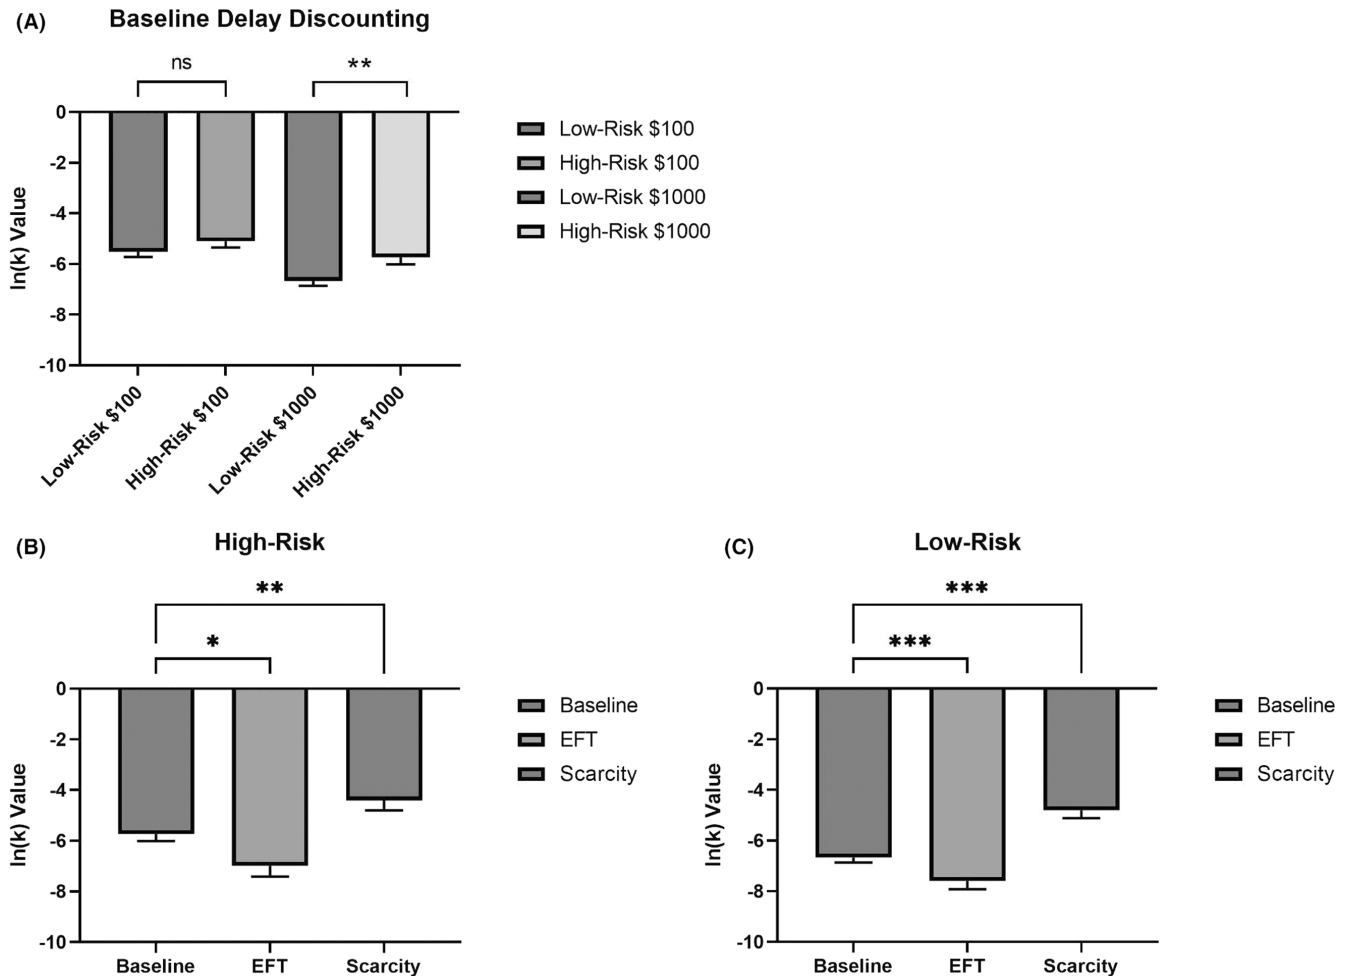 (A)
Baseline Delay Discounting
ns
**
0
-2
-4
-6
-8
-10
ln(k) Value
Low-Risk $100
High-Risk $100
Low-Risk $1000
High-Risk $1000
Low-Risk $100
High-Risk $100
Low-Risk $1000
High-Risk $1000
(B)
High-Risk
**
*
0
-2
-4
-6
-8
-10
ln(k) Value
Baseline
EFT
Scarcity
Baseline
EFT
Scarcity
(C)
Low-Risk
***
***
0
-2
-4
-6
-8
-10
ln(k) Value
Baseline
EFT
Scarcity
Baseline
EFT
Scarcity